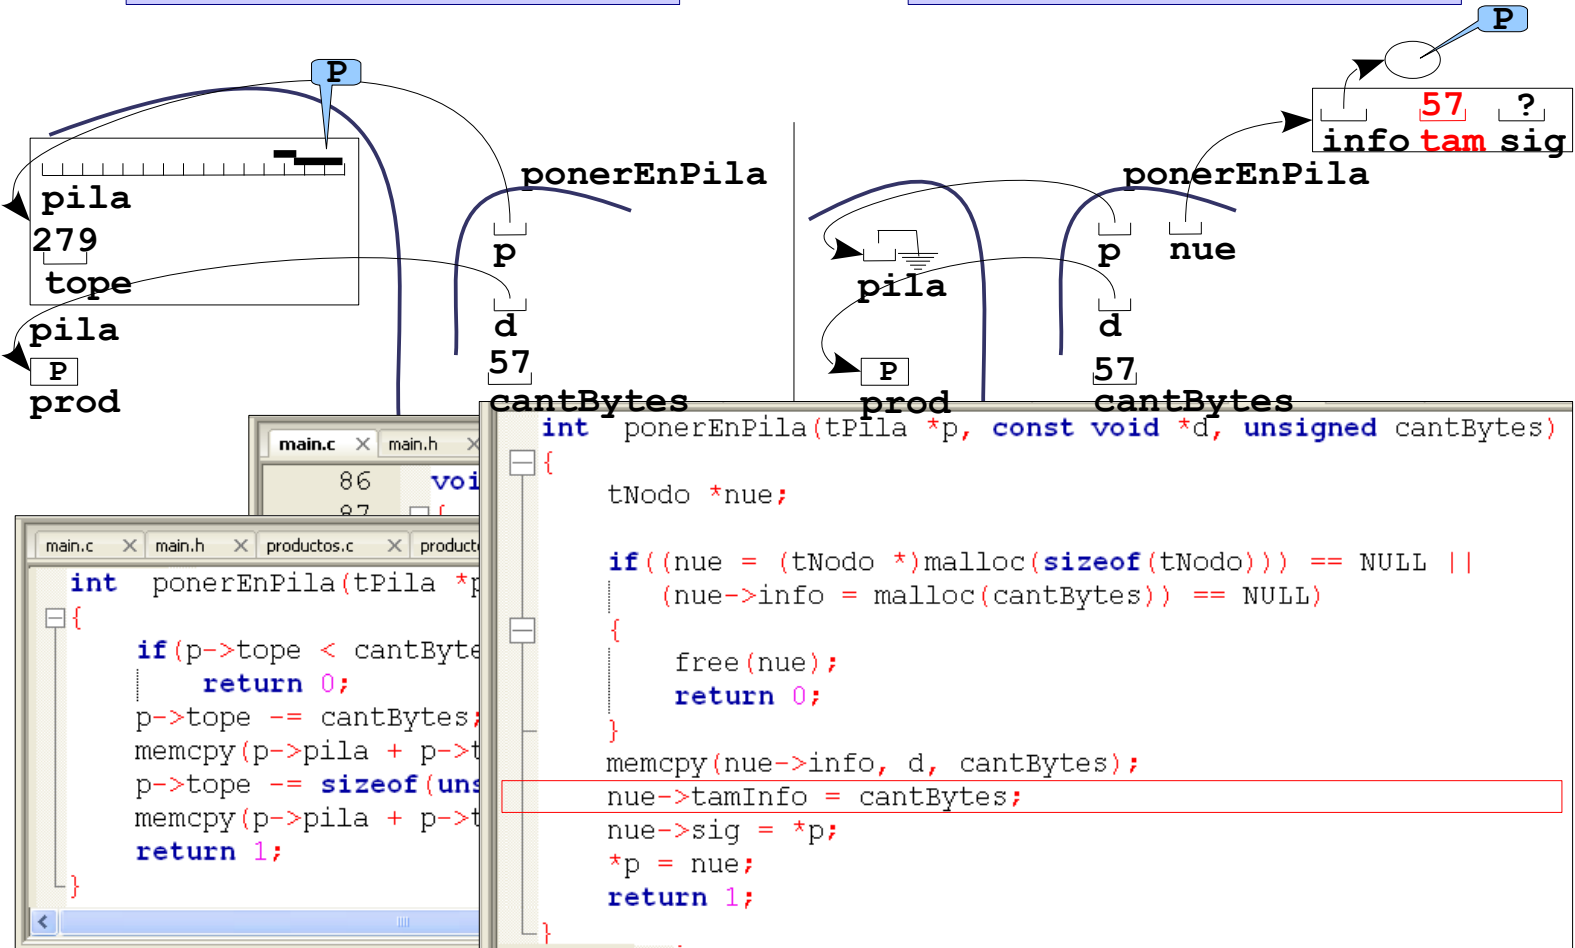 P
P
57 ?
info tam sig
pila
279
tope
pila
P
prod
ponerEnPila
p
d
57
cantBytes
ponerEnPila
p nue
pila
d
P
prod
57
cantBytes
main.c main.h
86 voi
87 {
main.c main.h productos.c product
int ponerEnPila(tPila *p
{
if(p->tope < cantByte
return 0;
p->tope -= cantBytes;
memcpy(p->pila + p->t
p->tope -= sizeof(uns
memcpy(p->pila + p->t
return 1;
}
int ponerEnPila(tPila *p, const void *d, unsigned cantBytes)
{
tNodo *nue;
if((nue = (tNodo *)malloc(sizeof(tNodo))) == NULL ||
(nue->info = malloc(cantBytes)) == NULL)
{
free(nue);
return 0;
}
memcpy(nue->info, d, cantBytes);
nue->tamInfo = cantBytes;
nue->sig = *p;
*p = nue;
return 1;
}